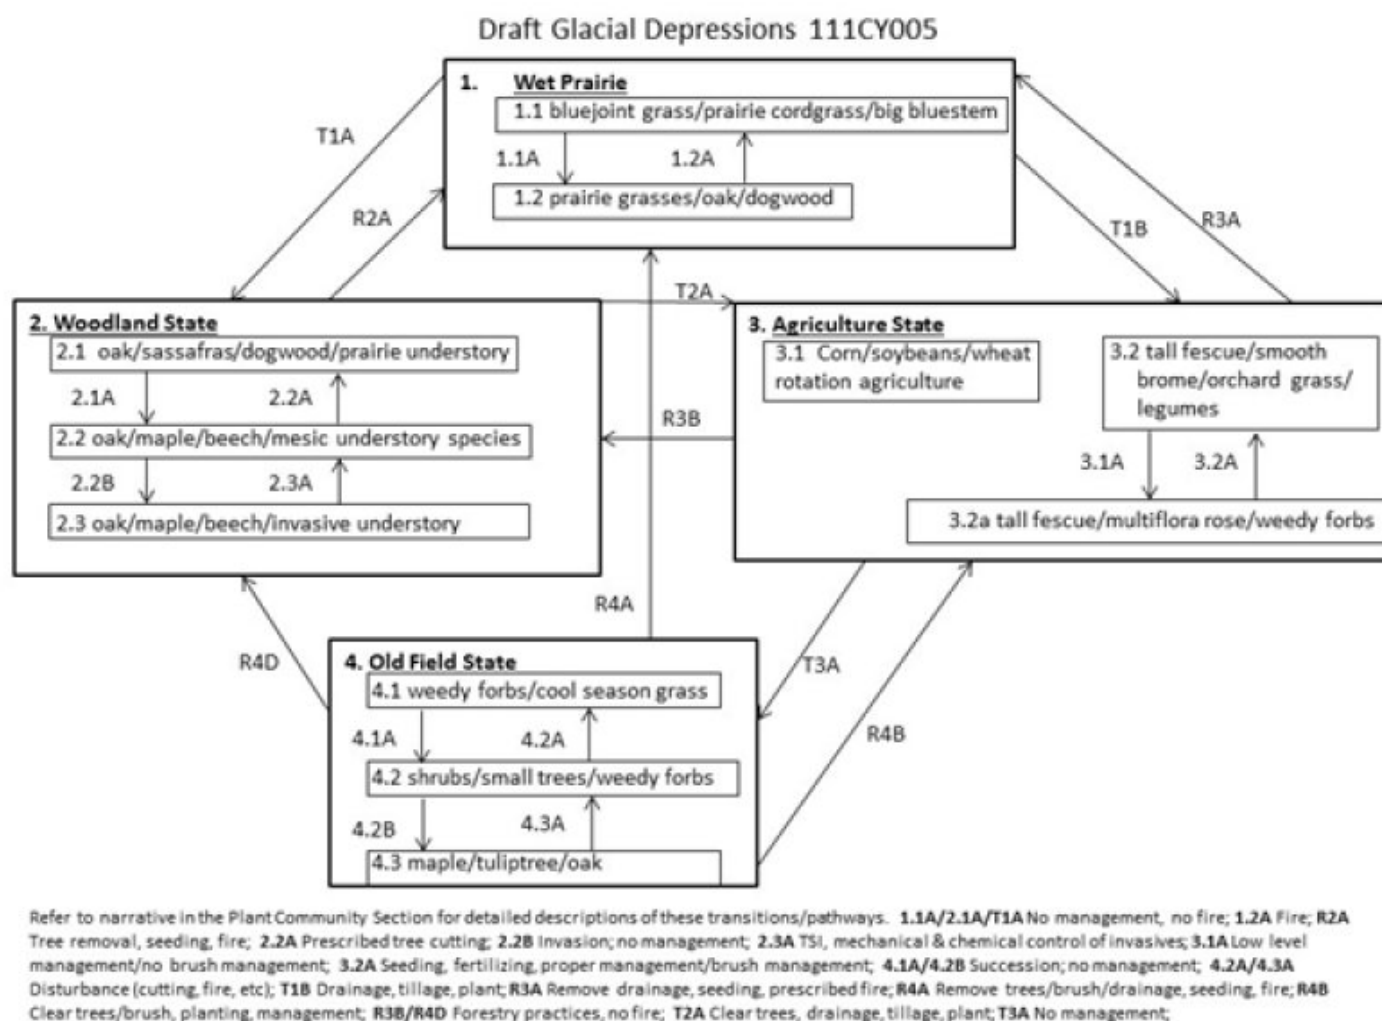 Draft Glacial Depressions 111CY005
1. Wet Prairie
1.1 bluejoint grass/prairie cordgrass/big bluestem
1.1A
1.2A
1.2 prairie grasses/oak/dogwood
T1A
R2A
T1B
R3A
T2A
2. Woodland State
2.1 oak/sassafras/dogwood/prairie understory
2.1A
2.2A
2.2 oak/maple/beech/mesic understory species
2.2B
2.3A
2.3 oak/maple/beech/invasive understory
R3B
3. Agriculture State
3.1 Corn/soybeans/wheat
rotation agriculture
3.2 tall fescue/smooth
brome/orchard grass/
legumes
3.1A
3.2A
3.2a tall fescue/multiflora rose/weedy forbs
R4A
R4D
T3A
R4B
4. Old Field State
4.1 weedy forbs/cool season grass
4.1A
4.2A
4.2 shrubs/small trees/weedy forbs
4.2B
4.3A
4.3 maple/tuliptree/oak
Refer to narrative in the Plant Community Section for detailed descriptions of these transitions/pathways. 1.1A/2.1A/T1A No management, no fire; 1.2A Fire; R2A
Tree removal, seeding, fire; 2.2A Prescribed tree cutting; 2.2B Invasion; no management; 2.3A TSI, mechanical & chemical control of invasives; 3.1A Low level
management/no brush management; 3.2A Seeding, fertilizing, proper management/brush management; 4.1A/4.2B Succession; no management; 4.2A/4.3A
Disturbance (cutting, fire, etc); T1B Drainage, tillage, plant; R3A Remove drainage, seeding, prescribed fire; R4A Remove trees/brush/drainage, seeding, fire; R4B
Clear trees/brush, planting, management; R3B/R4D Forestry practices, no fire; T2A Clear trees, drainage, tillage, plant; T3A No management;